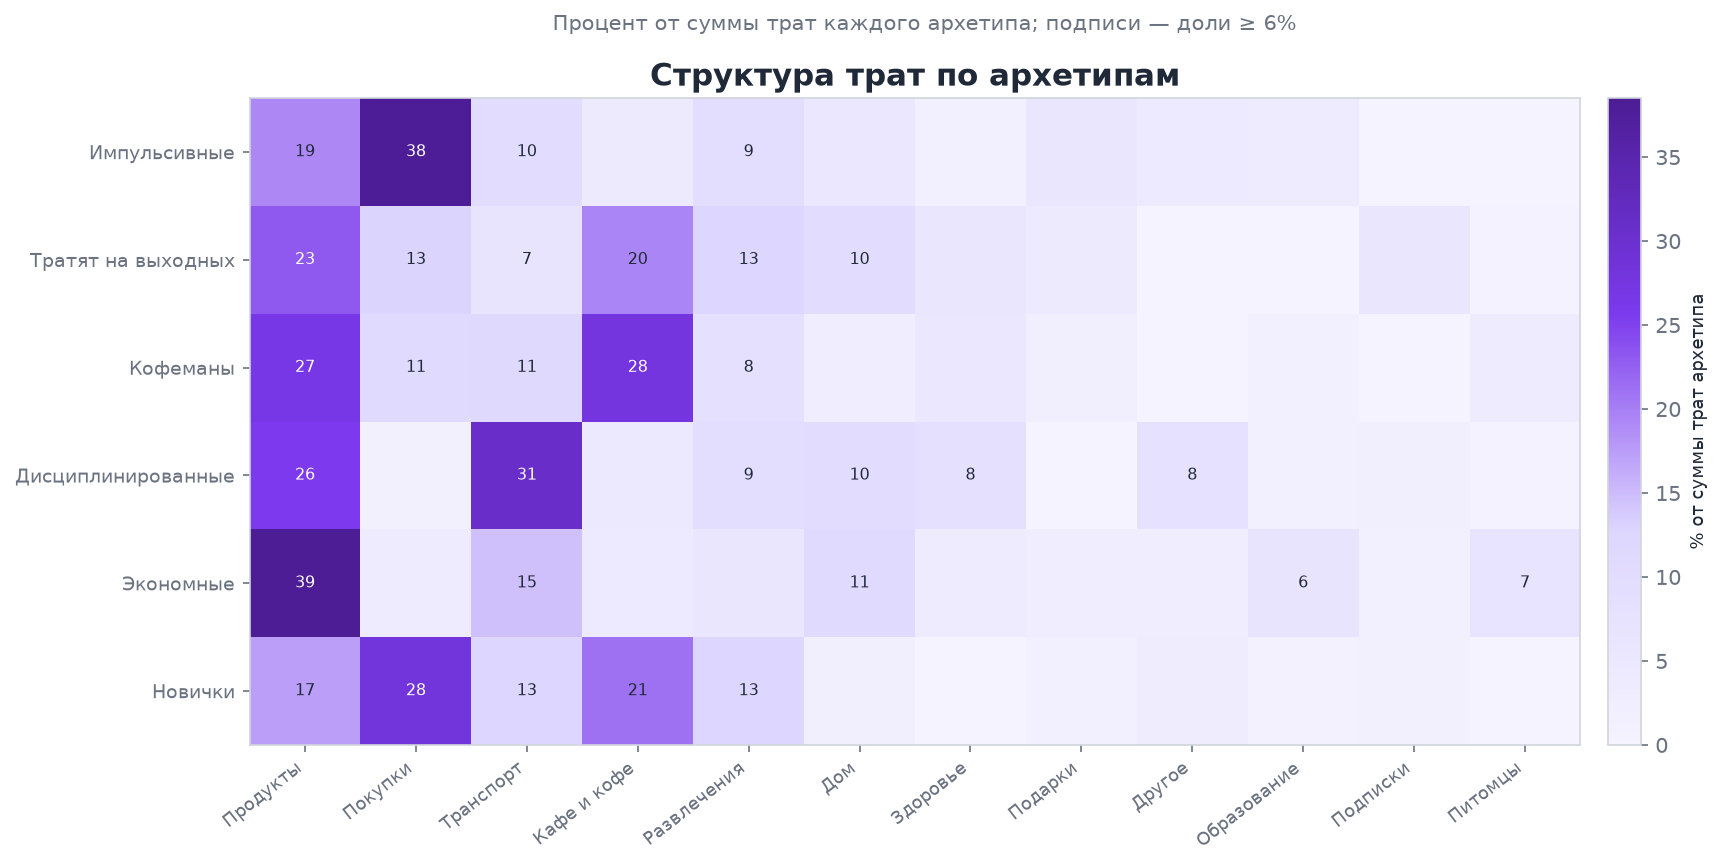 Процент от суммы трат каждого архетипа; подписи — доли ≥ 6%
Структура трат по архетипам
Импульсивные 19 38 10 9
Тратят на выходных 23 13 7 20 13 10
Кофеманы 27 11 11 28 8
Дисциплинированные 26 31 9 10 8 8
Экономные 39 15 11 6 7
Новички 17 28 13 21 13
Продукты Покупки Транспорт Кафе и кофе Развлечения Дом Здоровье Подарки Другое Образование Подписки Питомцы
35
30
25
20
15
10
5
0
% от суммы трат архетипа